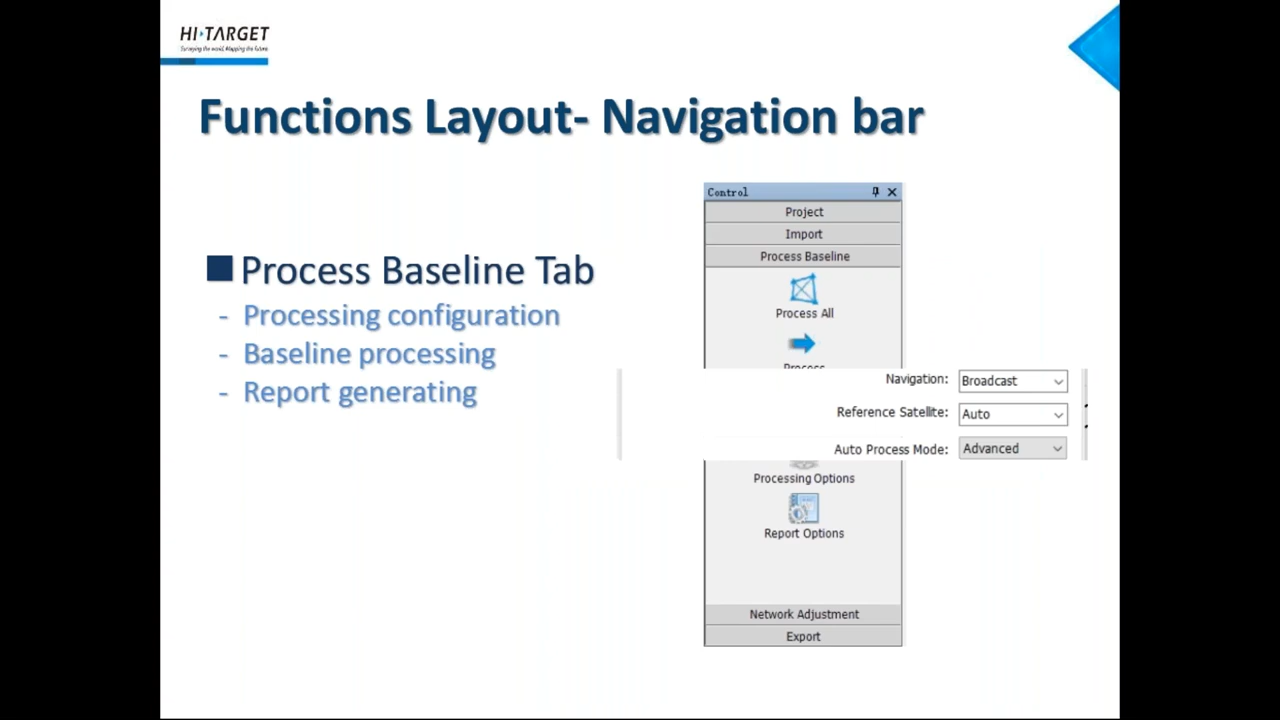 HI-TARGET
Surveying the world, Mapping the future
Functions Layout- Navigation bar
Process Baseline Tab
- Processing configuration
- Baseline processing
- Report generating
Control
Project
Import
Process Baseline
Process All
Process
Navigation: Broadcast
Reference Satellite: Auto
Auto Process Mode: Advanced
Processing Options
Report Options
Network Adjustment
Export